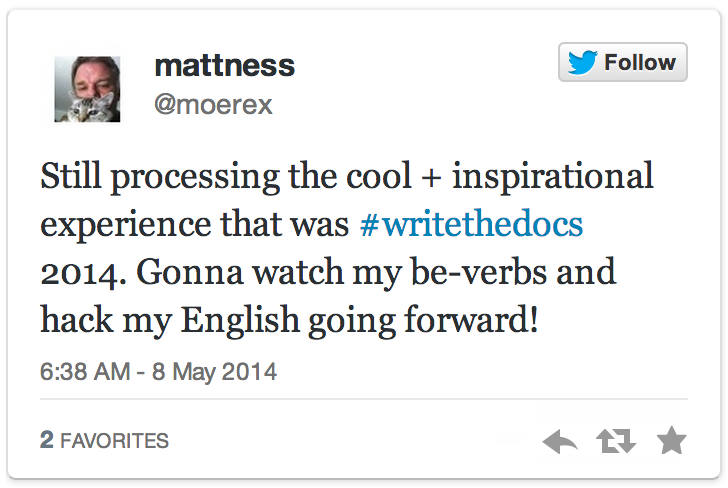 mattness
Follow
@moerex
Still processing the cool + inspirational
experience that was #writethedocs
2014. Gonna watch my be-verbs and
hack my English going forward!
6:38 AM - 8 May 2014
2 FAVORITES